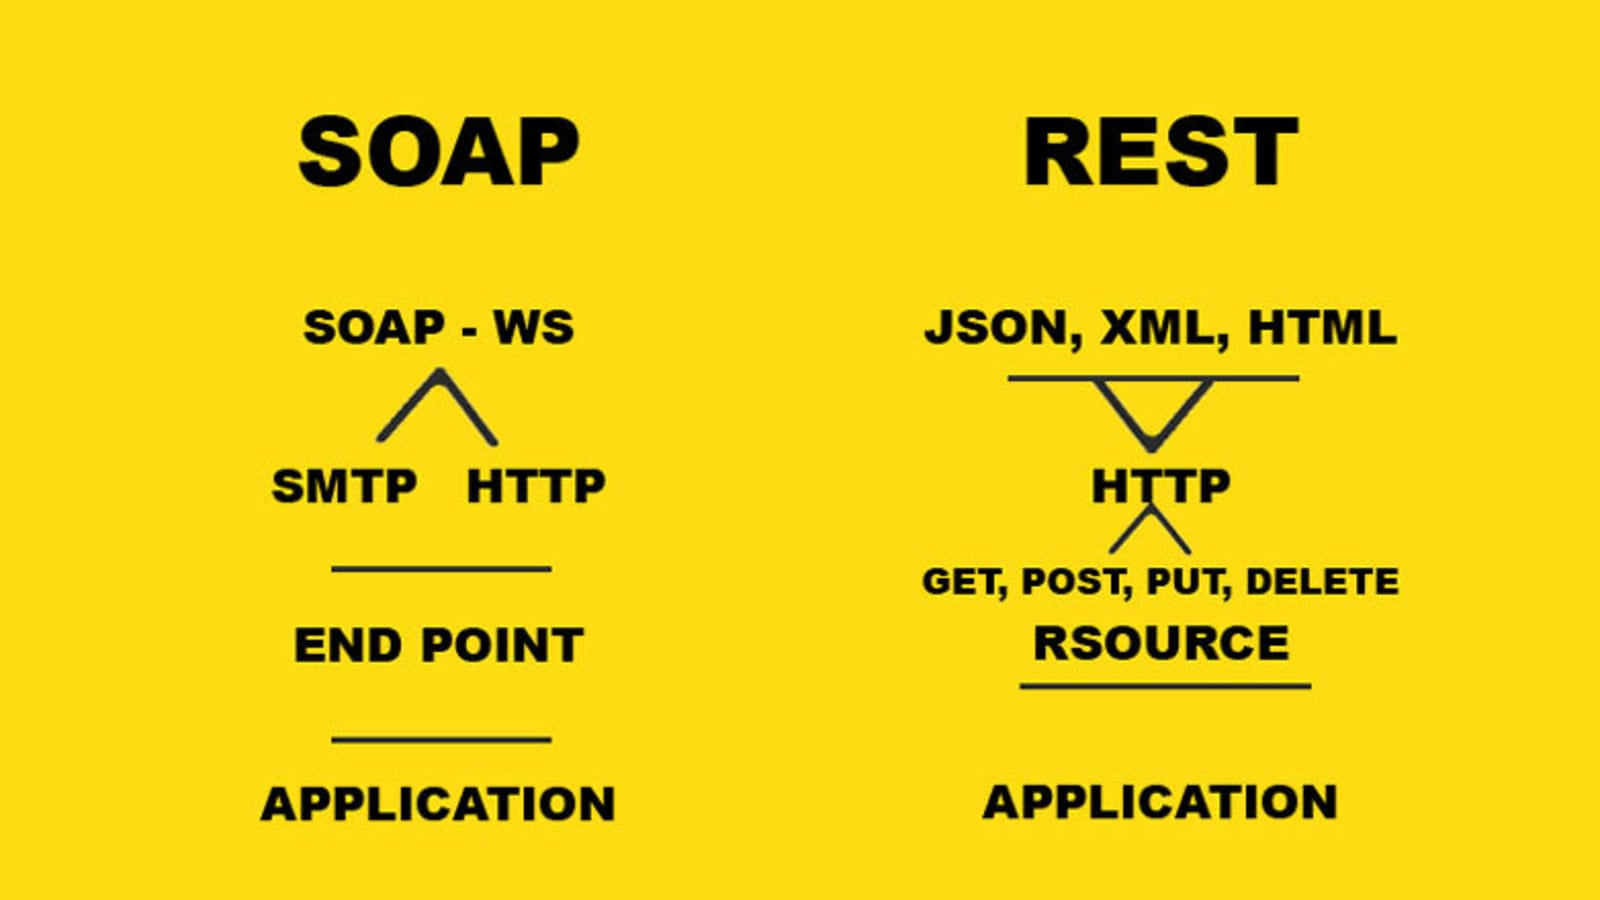 SOAP
SOAP - WS
SMTP HTTP
END POINT
APPLICATION
REST
JSON, XML, HTML
HTTP
GET, POST, PUT, DELETE
RSOURCE
APPLICATION